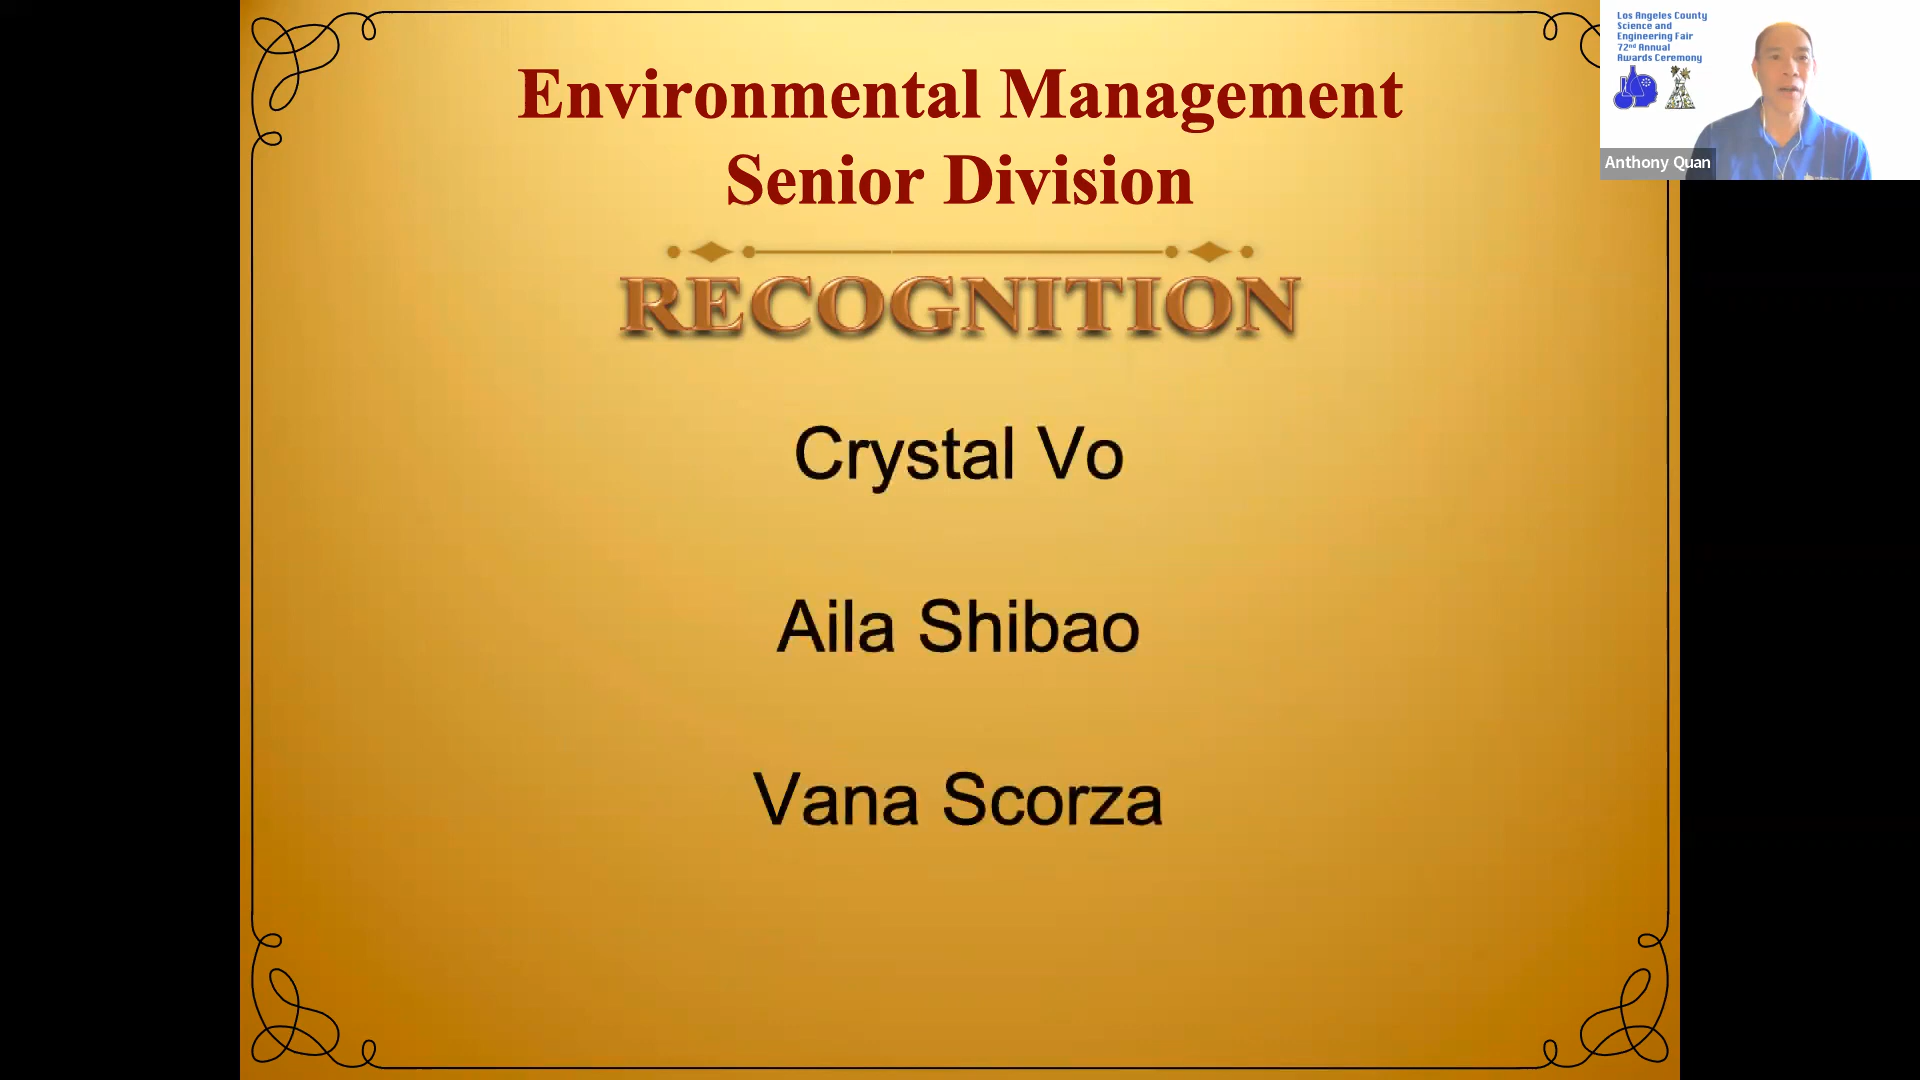 Environmental Management
Senior Division
RECOGNITION
Crystal Vo
Aila Shibao
Vana Scorza
Los Angeles County
Science and
Engineering Fair
72nd Annual
Awards Ceremony
Anthony Quan